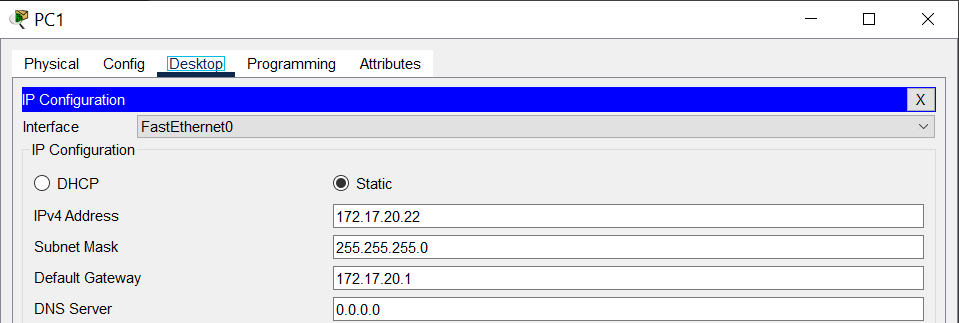 PC1
Physical Config Desktop Programming Attributes
IP Configuration X
Interface FastEthernet0
IP Configuration
DHCP Static
IPv4 Address 172.17.20.22
Subnet Mask 255.255.255.0
Default Gateway 172.17.20.1
DNS Server 0.0.0.0